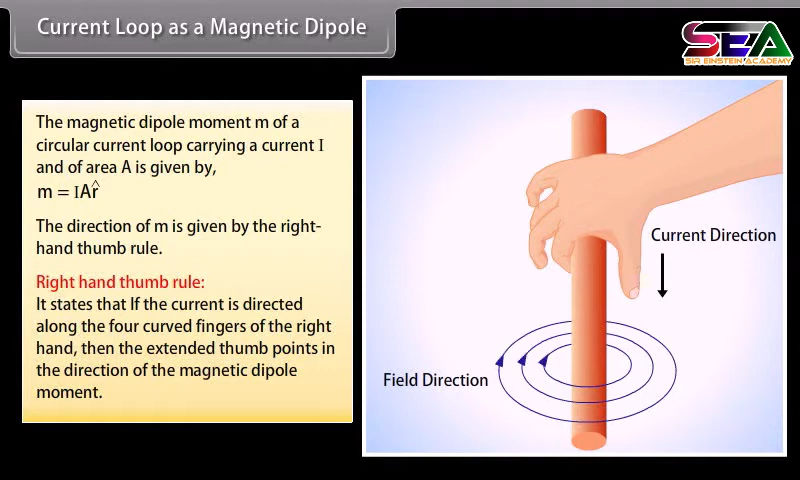 Current Loop as a Magnetic Dipole
SEA
SIR EINSTEIN ACADEMY
The magnetic dipole moment m of a
circular current loop carrying a current I
and of area A is given by,
m = IAr̂
The direction of m is given by the right-
hand thumb rule.
Right hand thumb rule:
It states that If the current is directed
along the four curved fingers of the right
hand, then the extended thumb points in
the direction of the magnetic dipole
moment.
Current Direction
Field Direction